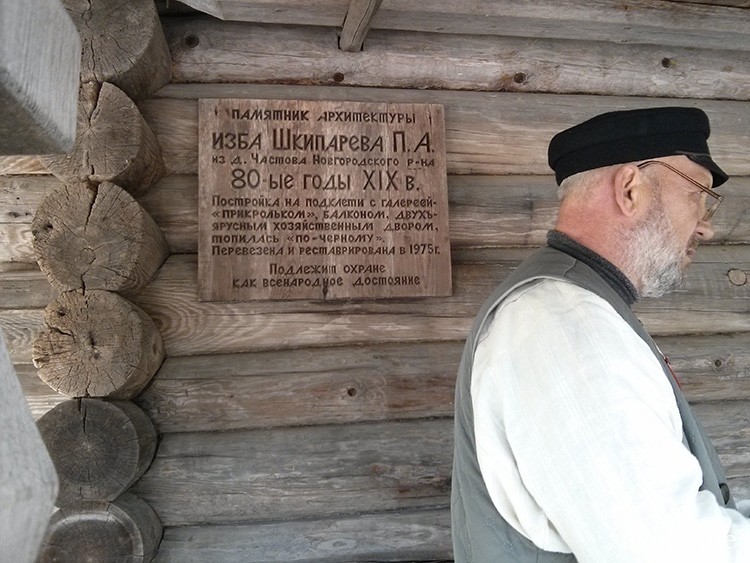 Памятник архитектуры
Изба Шкипарева П.А.
из д. Частова Новгородского р-на
80-ые годы XIX в.
Постройка на подклети с галереей-
«прикрольком», балконом, двухъ-
ярусным хозяйственным двором,
топилась «по-черному».
Перевезена и реставрирована в 1975г.
Подлежит охране
как всенародное достояние